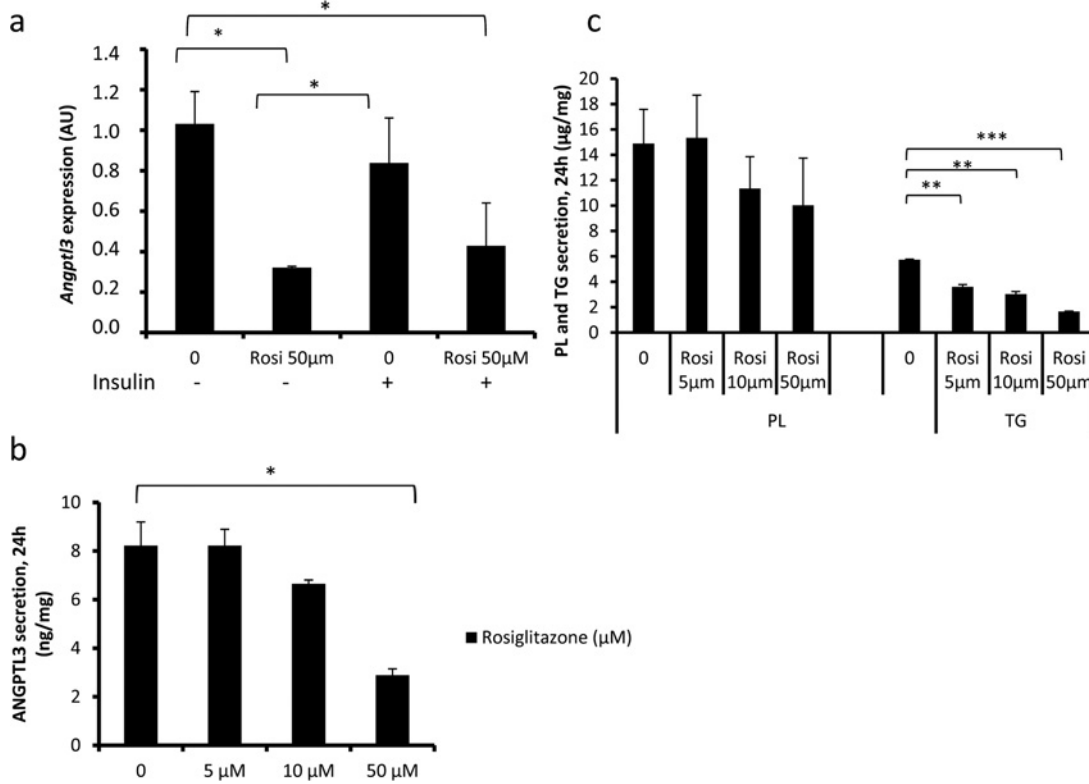 a
*
*
*
1.4
1.2
1.0
0.8
0.6
0.4
0.2
0.0
Angptl3 expression (AU)
0 Rosi 50μm 0 Rosi 50μM
Insulin - - + +
c
20
18
16
14
12
10
8
6
4
2
0
PL and TG secretion, 24h (μg/mg)
***
**
**
0 Rosi Rosi Rosi 0 Rosi Rosi Rosi
5μm 10μm 50μm 5μm 10μm 50μm
PL TG
b
*
10
8
6
4
2
0
ANGPTL3 secretion, 24h
(ng/mg)
0 5 μM 10 μM 50 μM
Rosiglitazone (μM)